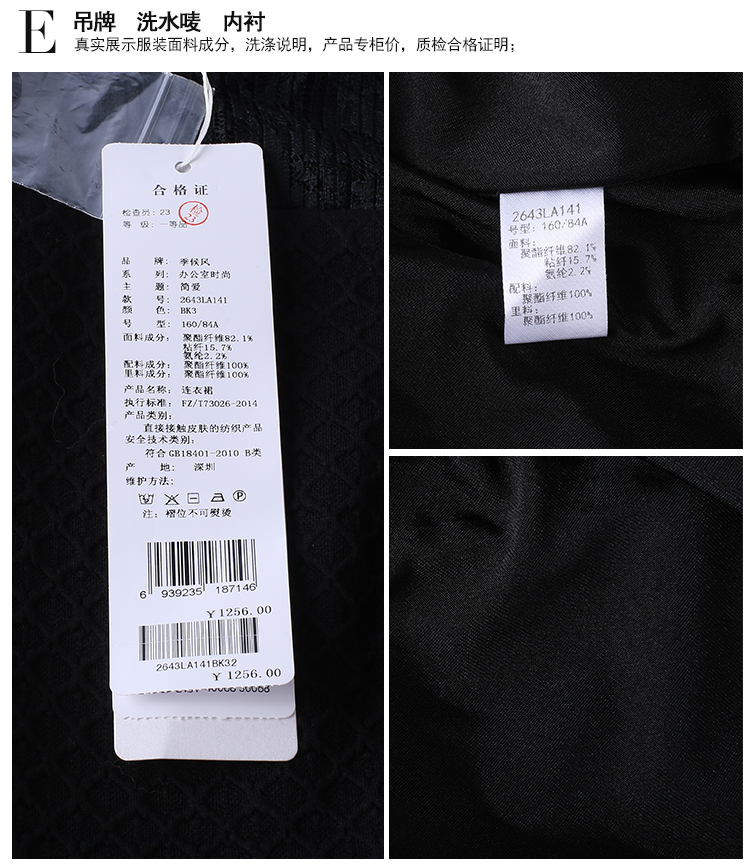 E
吊牌 洗水唛 内衬
真实展示服装面料成分，洗涤说明，产品专柜价，质检合格证明；
合格证
检查员：23
等 级：一等品
品 牌：季候风
系 列：办公室时尚
主 题：简爱
款 号：2643LA141
颜 色：BK3
号 型：160/84A
面料成分：聚酯纤维82.1%
粘纤15.7%
氨纶2.2%
配料成分：聚酯纤维100%
里料成分：聚酯纤维100%
产品名称：连衣裙
执行标准：FZ/T73026-2014
产品类别：
直接接触皮肤的纺织产品
安全技术类别：
符合GB18401-2010 B类
产 地：深圳
维护方法：
注：褶位不可熨烫
6 939235 187146
￥1256.00
2643LA141BK32
￥1256.00
2643LA141
号型：160/84A
面料：
聚酯纤维82.1%
粘纤15.7%
氨纶2.2%
配料：
聚酯纤维100%
里料：
聚酯纤维100%